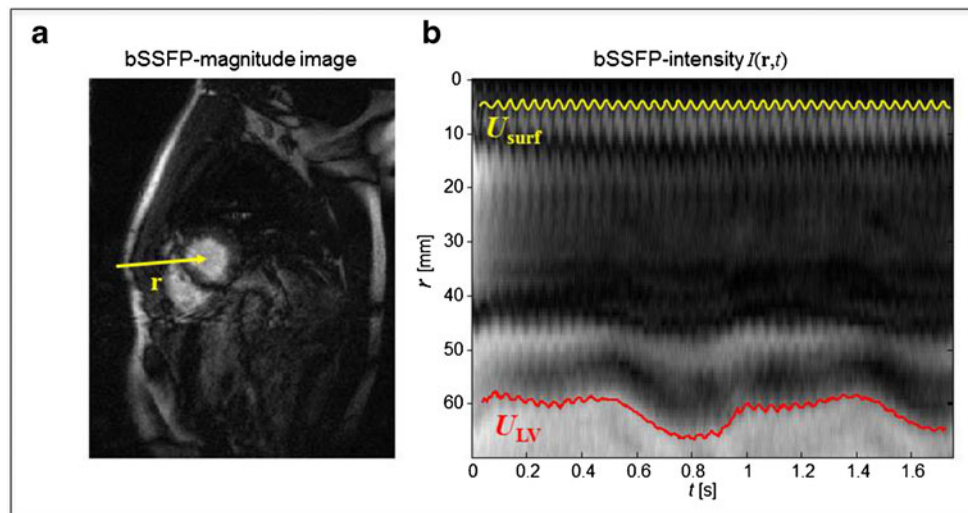 a
bSSFP-magnitude image
r
b
bSSFP-intensity I(r,t)
0
10
20
30
40
50
60
r [mm]
U_surf
U_LV
0 0.2 0.4 0.6 0.8 1 1.2 1.4 1.6
t [s]